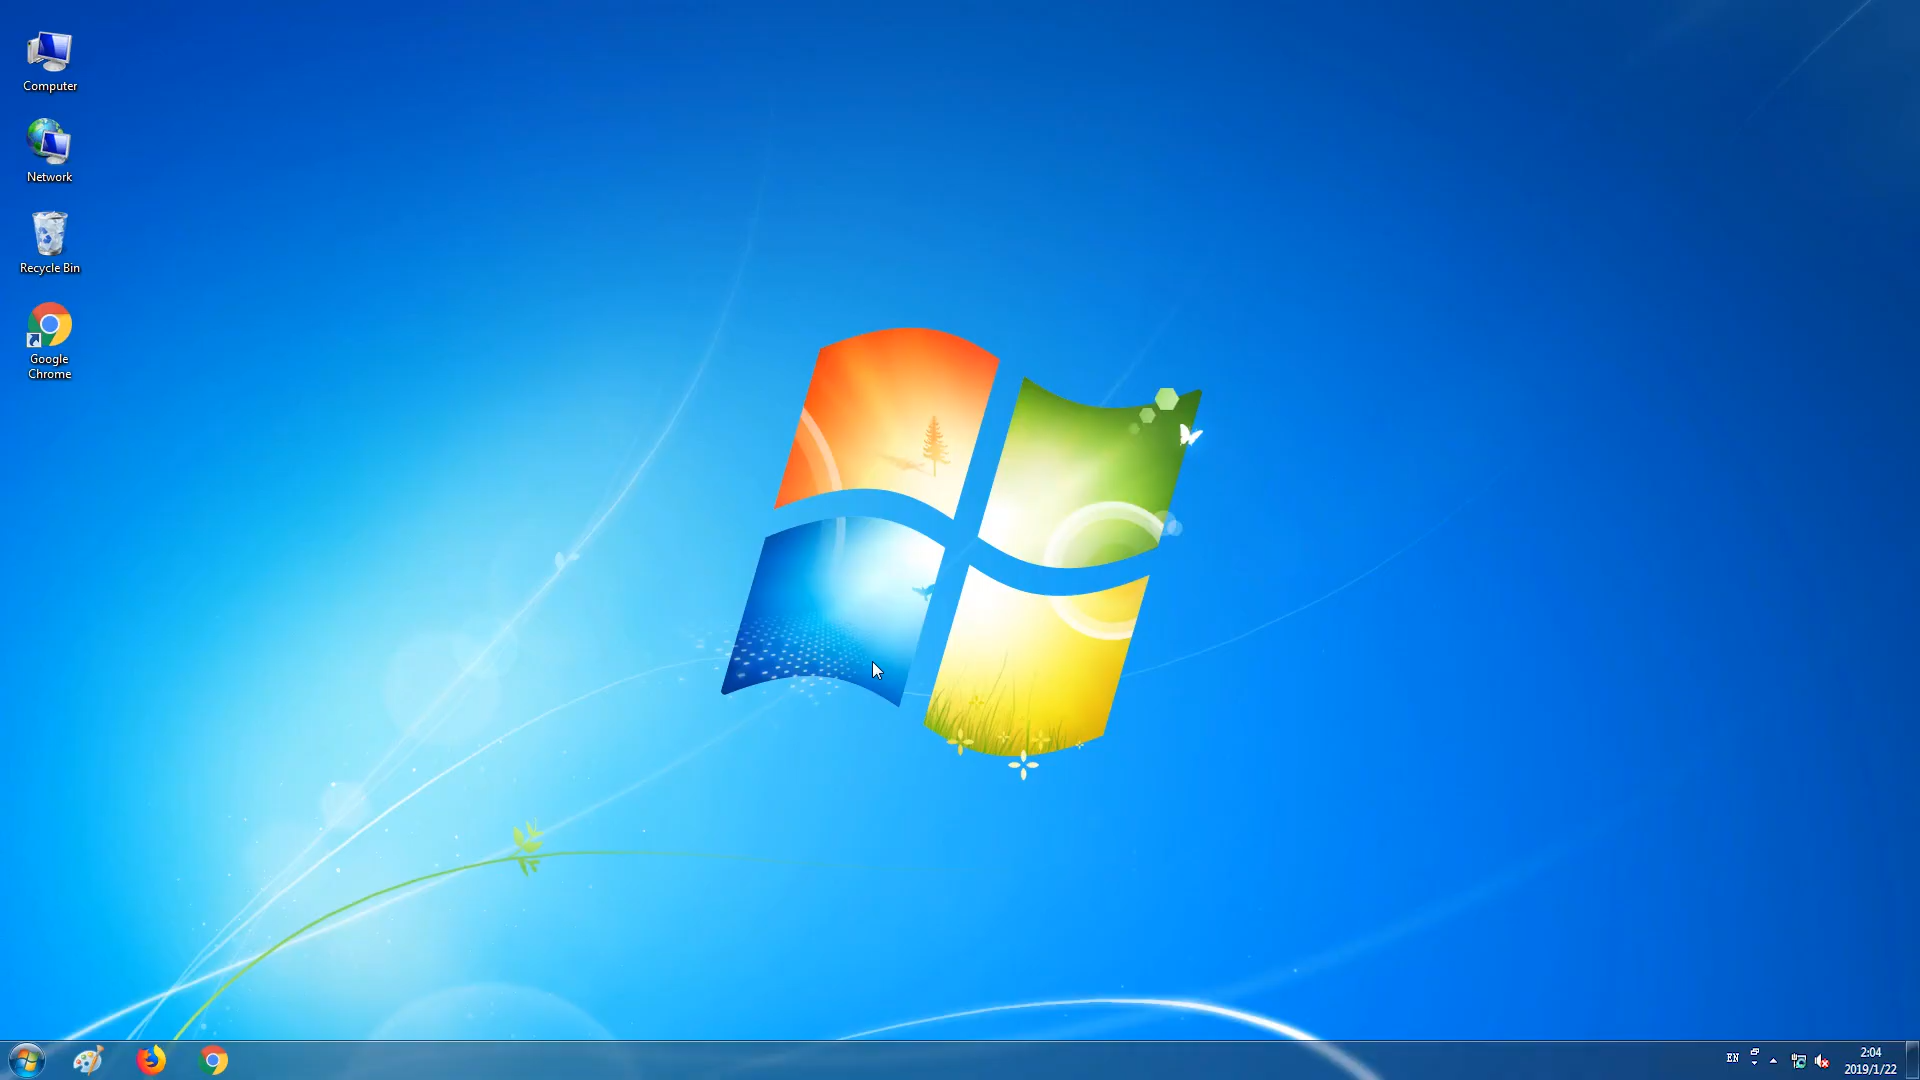 Computer
Network
Recycle Bin
Google
Chrome
EN
2:04
2019/1/22